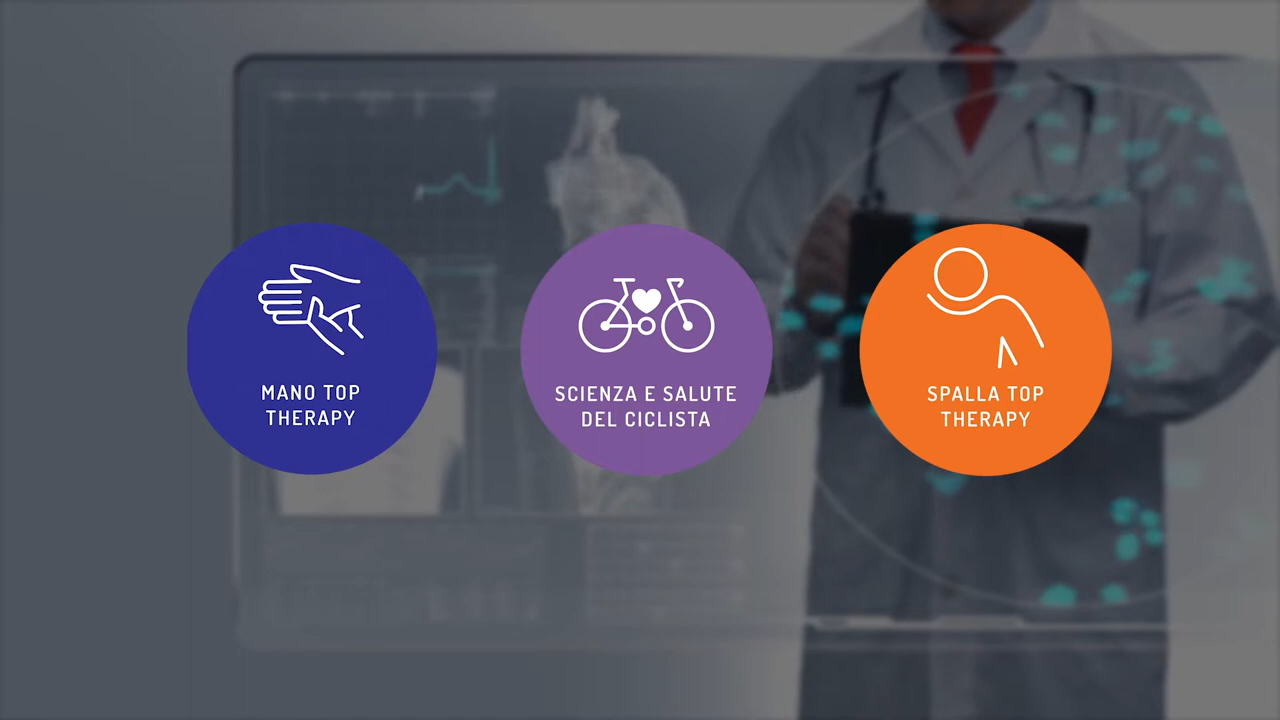 MANO TOP
THERAPY
SCIENZA E SALUTE
DEL CICLISTA
SPALLA TOP
THERAPY